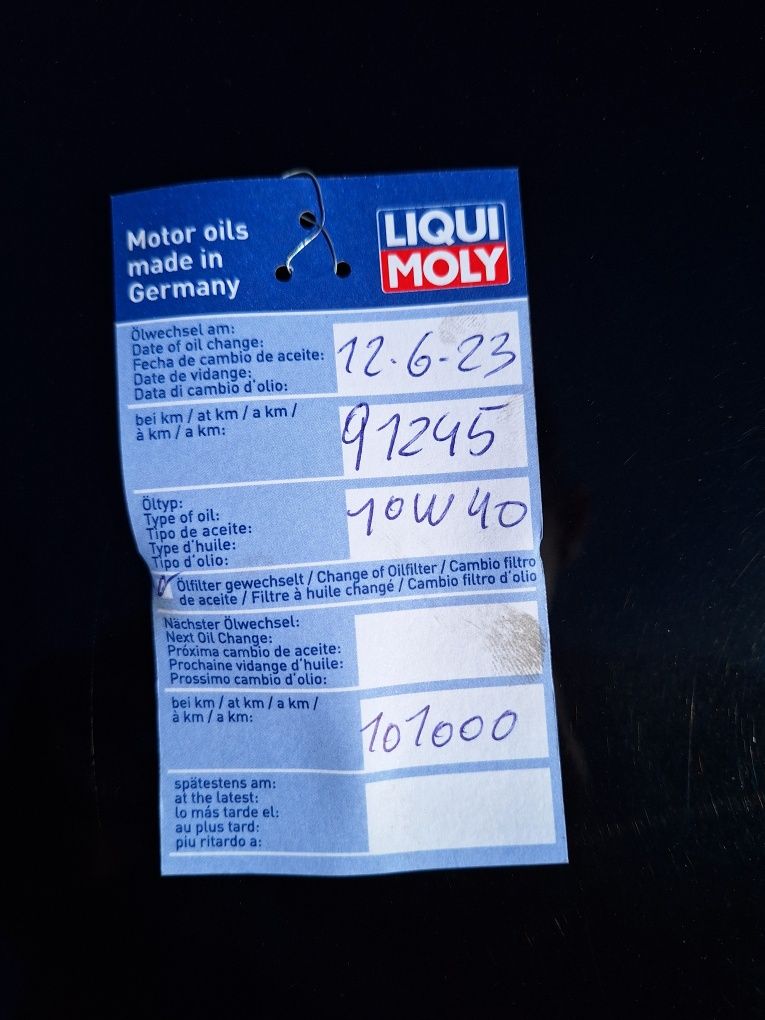 Motor oils
made in
Germany
LIQUI
MOLY
Ölwechsel am:
Date of oil change:
Fecha de cambio de aceite:
Date de vidange:
Data di cambio d'olio:
12.6-23
bei km / at km / a km /
à km / a km:
91245
Öltyp:
Type of oil:
Tipo de aceite:
Type d'huile:
Tipo d'olio:
10W40
Ölfilter gewechselt / Change of Oilfilter / Cambio filtro
de aceite / Filtre à huile changé / Cambio filtro d'olio
Nächster Ölwechsel:
Next Oil Change:
Próxima cambio de aceite:
Prochaine vidange d'huile:
Prossimo cambio d'olio:
bei km / at km / a km /
à km / a km:
101000
spätestens am:
at the latest:
lo más tarde el:
au plus tard:
piu ritardo a: